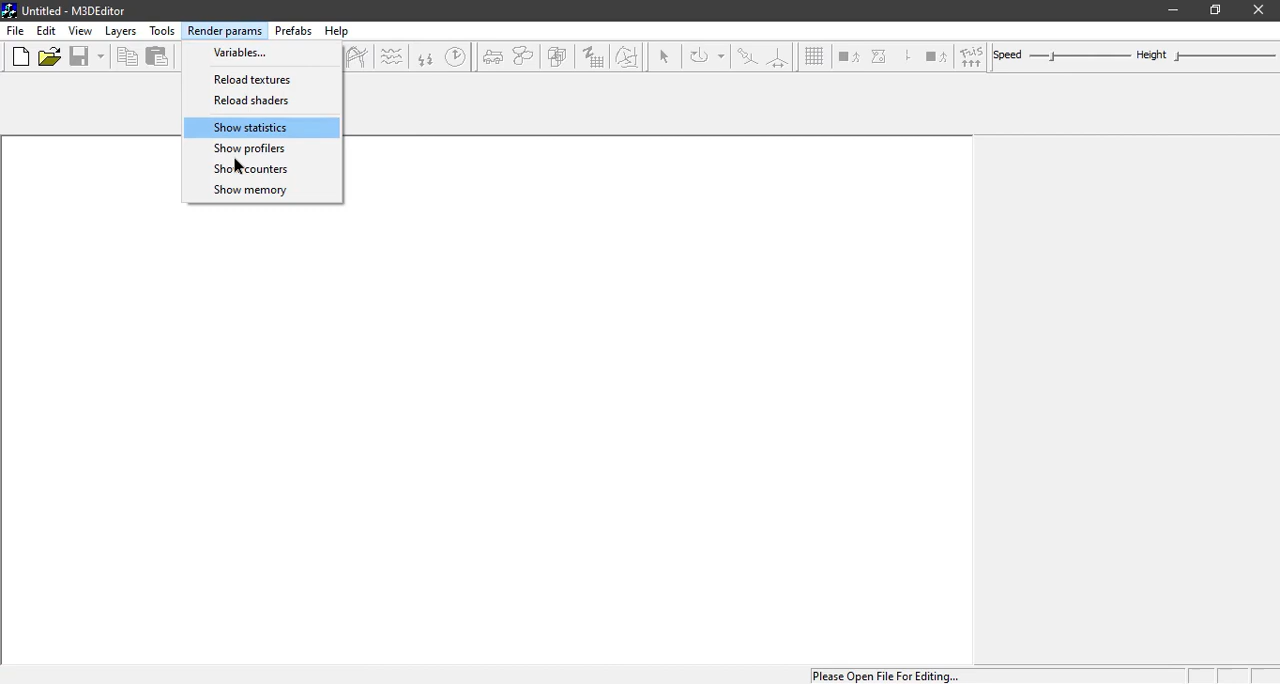 Untitled - M3DEditor
File Edit View Layers Tools Render params Prefabs Help
Speed Height
Variables...
Reload textures
Reload shaders
Show statistics
Show profilers
Show counters
Show memory
Please Open File For Editing...